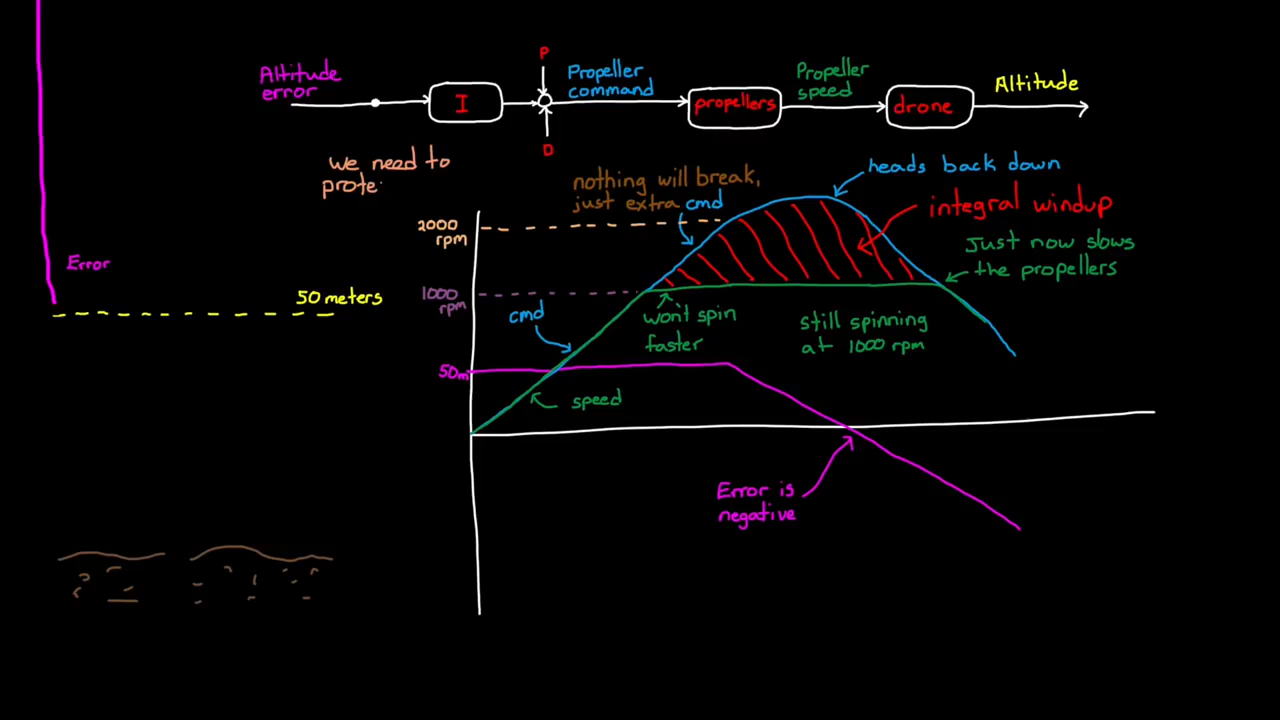 Altitude
error
I
P
D
Propeller
command
propellers
Propeller
speed
drone
Altitude
we need to
prote
nothing will break,
just extra cmd
heads back down
integral windup
Just now slows
the propellers
2000
rpm
1000
rpm
Error
50 meters
cmd
won't spin
faster
still spinning
at 1000 rpm
50m
speed
Error is
negative